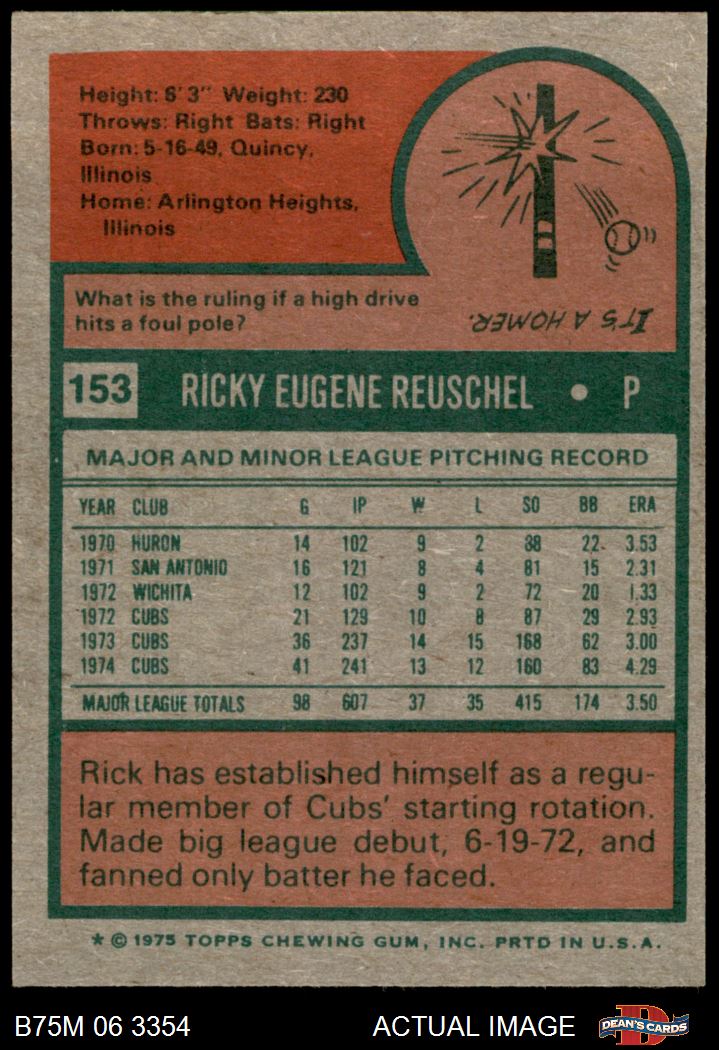 Height: 6'3" Weight: 230
Throws: Right Bats: Right
Born: 5-16-49, Quincy,
Illinois
Home: Arlington Heights,
Illinois
What is the ruling if a high drive
hits a foul pole?
IT'S A HOMER.
153 RICKY EUGENE REUSCHEL • P
MAJOR AND MINOR LEAGUE PITCHING RECORD
YEAR CLUB G IP W L SO BB ERA
1970 HURON 14 102 9 2 88 22 3.53
1971 SAN ANTONIO 16 121 8 4 81 15 2.31
1972 WICHITA 12 102 9 2 72 20 1.33
1972 CUBS 21 129 10 8 87 29 2.93
1973 CUBS 36 237 14 15 168 62 3.00
1974 CUBS 41 241 13 12 160 83 4.29
MAJOR LEAGUE TOTALS 98 607 37 35 415 174 3.50
Rick has established himself as a regu-
lar member of Cubs' starting rotation.
Made big league debut, 6-19-72, and
fanned only batter he faced.
* © 1975 TOPPS CHEWING GUM, INC. PRTD IN U.S.A.
B75M 06 3354 ACTUAL IMAGE
D
DEAN'S CARDS